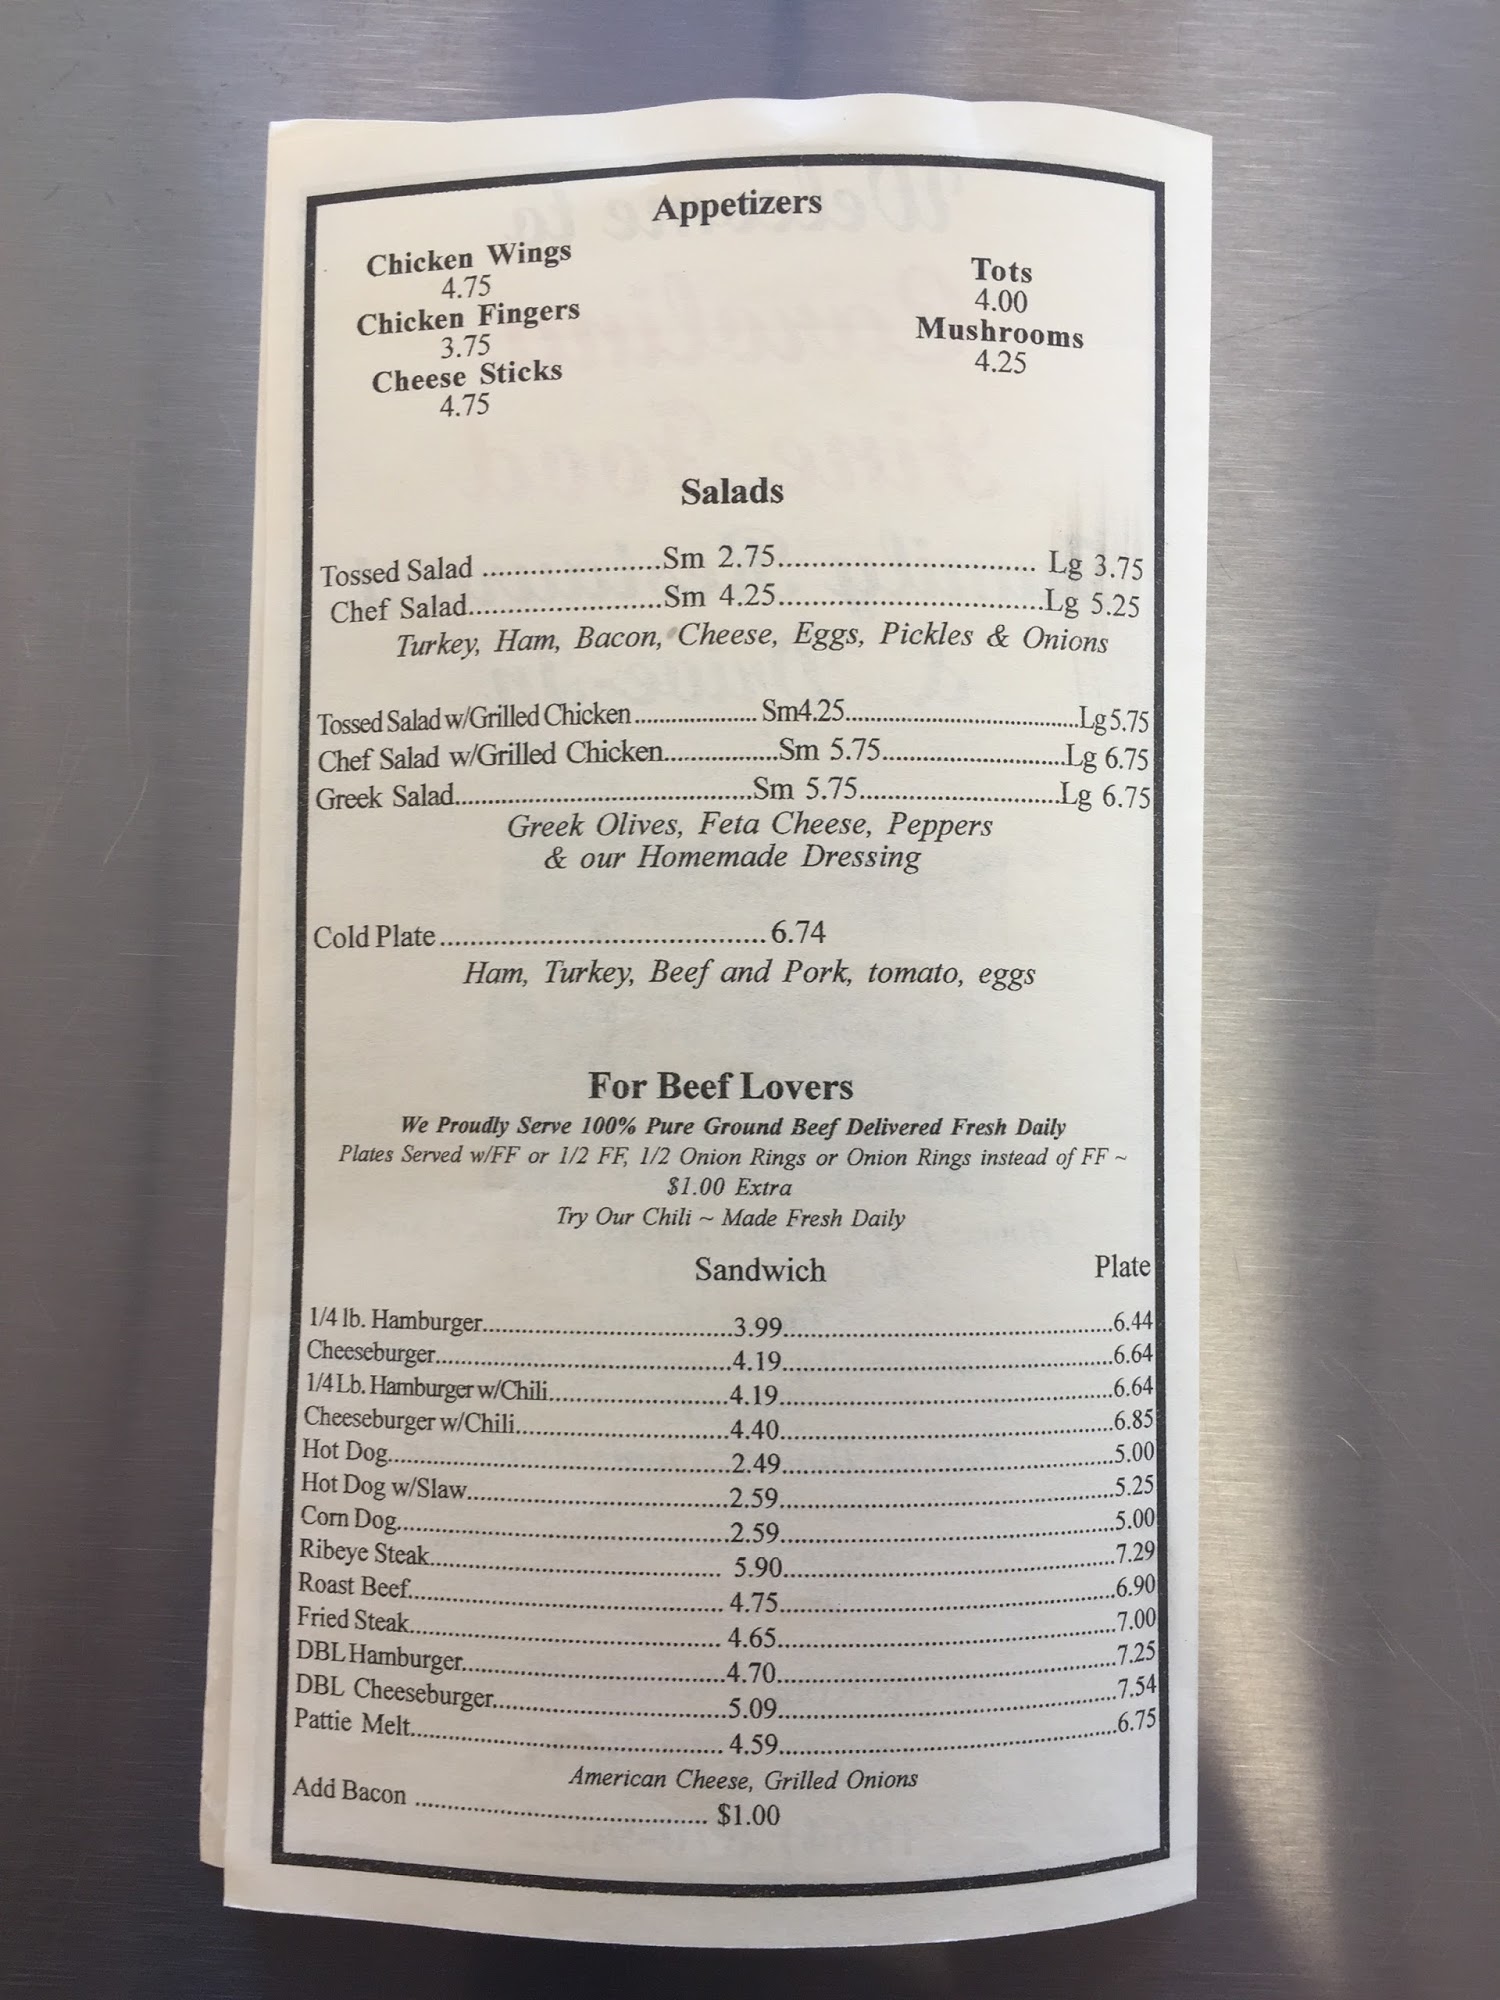 Appetizers
Chicken Wings
4.75
Chicken Fingers
3.75
Cheese Sticks
4.75
Tots
4.00
Mushrooms
4.25
Salads
Tossed Salad ......................Sm 2.75................................ Lg 3.75
Chef Salad........................Sm 4.25.................................Lg 5.25
Turkey, Ham, Bacon, Cheese, Eggs, Pickles & Onions
Tossed Salad w/Grilled Chicken.................... Sm4.25......................................Lg5.75
Chef Salad w/Grilled Chicken.................Sm 5.75...........................Lg 6.75
Greek Salad...........................................Sm 5.75.............................Lg 6.75
Greek Olives, Feta Cheese, Peppers
& our Homemade Dressing
Cold Plate........................................6.74
Ham, Turkey, Beef and Pork, tomato, eggs
For Beef Lovers
We Proudly Serve 100% Pure Ground Beef Delivered Fresh Daily
Plates Served w/FF or 1/2 FF, 1/2 Onion Rings or Onion Rings instead of FF ~
$1.00 Extra
Try Our Chili ~ Made Fresh Daily
Sandwich Plate
1/4 lb. Hamburger........................................3.99......................................................6.44
Cheeseburger................................................4.19......................................................6.64
1/4 Lb. Hamburger w/Chili.............................4.19......................................................6.64
Cheeseburger w/Chili...................................4.40......................................................6.85
Hot Dog.......................................................2.49......................................................5.00
Hot Dog w/Slaw..........................................2.59......................................................5.25
Corn Dog.....................................................2.59......................................................5.00
Ribeye Steak............................................... 5.90......................................................7.29
Roast Beef................................................... 4.75......................................................6.90
Fried Steak.................................................. 4.65......................................................7.00
DBL Hamburger...........................................4.70......................................................7.25
DBL Cheeseburger......................................5.09......................................................7.54
Pattie Melt................................................... 4.59......................................................6.75
American Cheese, Grilled Onions
Add Bacon ................................................ $1.00